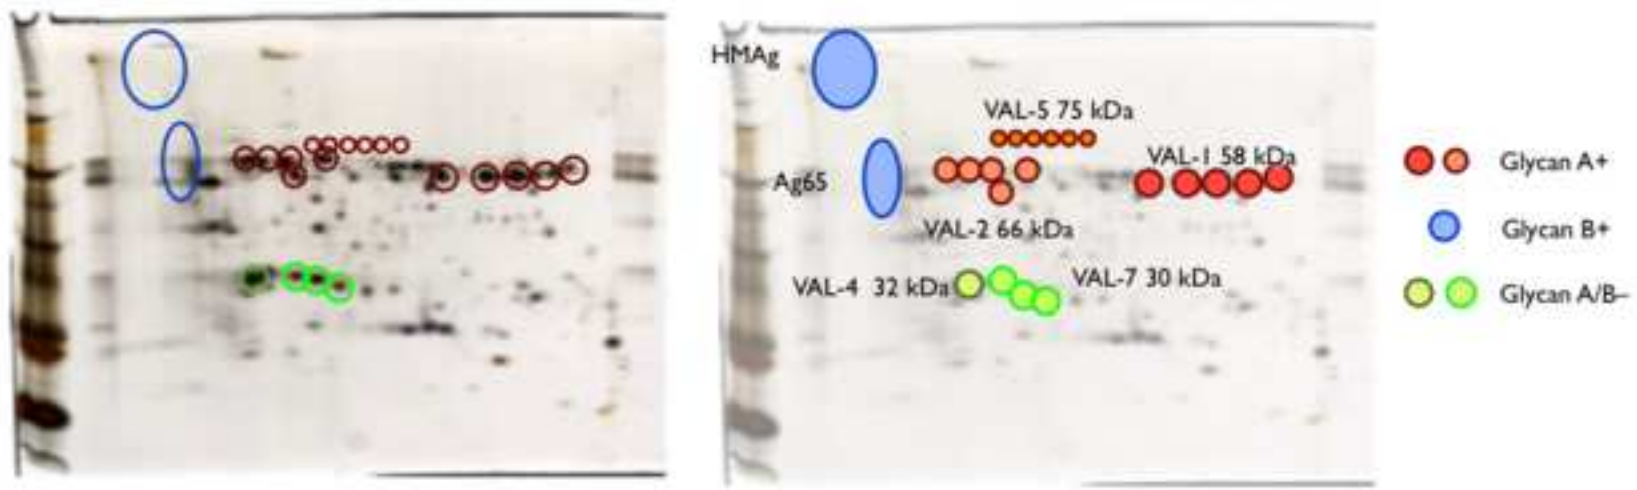 HMAg
VAL-5 75 kDa
VAL-1 58 kDa
Ag65
VAL-2 66 kDa
VAL-4 32 kDa
VAL-7 30 kDa
Glycan A+
Glycan B+
Glycan A/B–